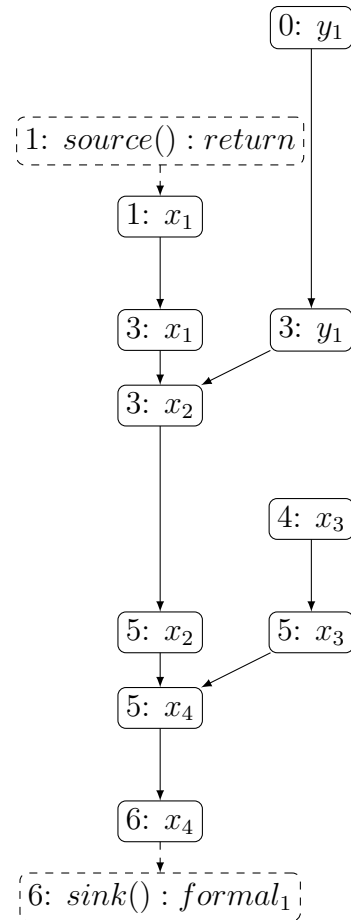 0: y₁
1: source() : return
1: x₁
3: x₁
3: y₁
3: x₂
4: x₃
5: x₂
5: x₃
5: x₄
6: x₄
6: sink() : formal₁